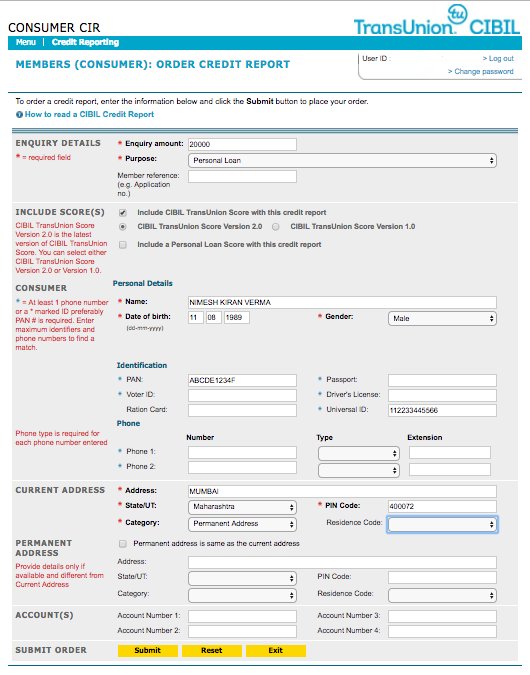 CONSUMER CIR
tu
TransUnion. CIBIL
Menu | Credit Reporting
MEMBERS (CONSUMER): ORDER CREDIT REPORT
User ID > Log out
> Change password
To order a credit report, enter the information below and click the Submit button to place your order.
? How to read a CIBIL Credit Report
ENQUIRY DETAILS
* = required field
* Enquiry amount: 20000
* Purpose: Personal Loan
Member reference:
(e.g. Application
no.)
INCLUDE SCORE(S)
CIBIL TransUnion Score
Version 2.0 is the latest
version of CIBIL TransUnion
Score. You can select either
CIBIL TransUnion Score
Version 2.0 or Version 1.0.
Include CIBIL TransUnion Score with this credit report
CIBIL TransUnion Score Version 2.0 CIBIL TransUnion Score Version 1.0
Include a Personal Loan Score with this credit report
CONSUMER
* = At least 1 phone number
or a * marked ID preferably
PAN # is required. Enter
maximum identifiers and
phone numbers to find a
match.
Personal Details
* Name: NIMESH KIRAN VERMA
* Date of birth: 11 08 1989 * Gender: Male
(dd-mm-yyyy)
Identification
* PAN: ABCDE1234F * Passport:
* Voter ID: * Driver's License:
Ration Card: * Universal ID: 112233445566
Phone
Phone type is required for
each phone number entered
Number Type Extension
* Phone 1:
* Phone 2:
CURRENT ADDRESS
* Address: MUMBAI
* State/UT: Maharashtra * PIN Code: 400072
* Category: Permanent Address Residence Code:
PERMANENT
ADDRESS
Provide details only if
available and different from
Current Address
Permanent address is same as the current address
Address:
State/UT: PIN Code:
Category: Residence Code:
ACCOUNT(S)
Account Number 1: Account Number 3:
Account Number 2: Account Number 4:
SUBMIT ORDER Submit Reset Exit